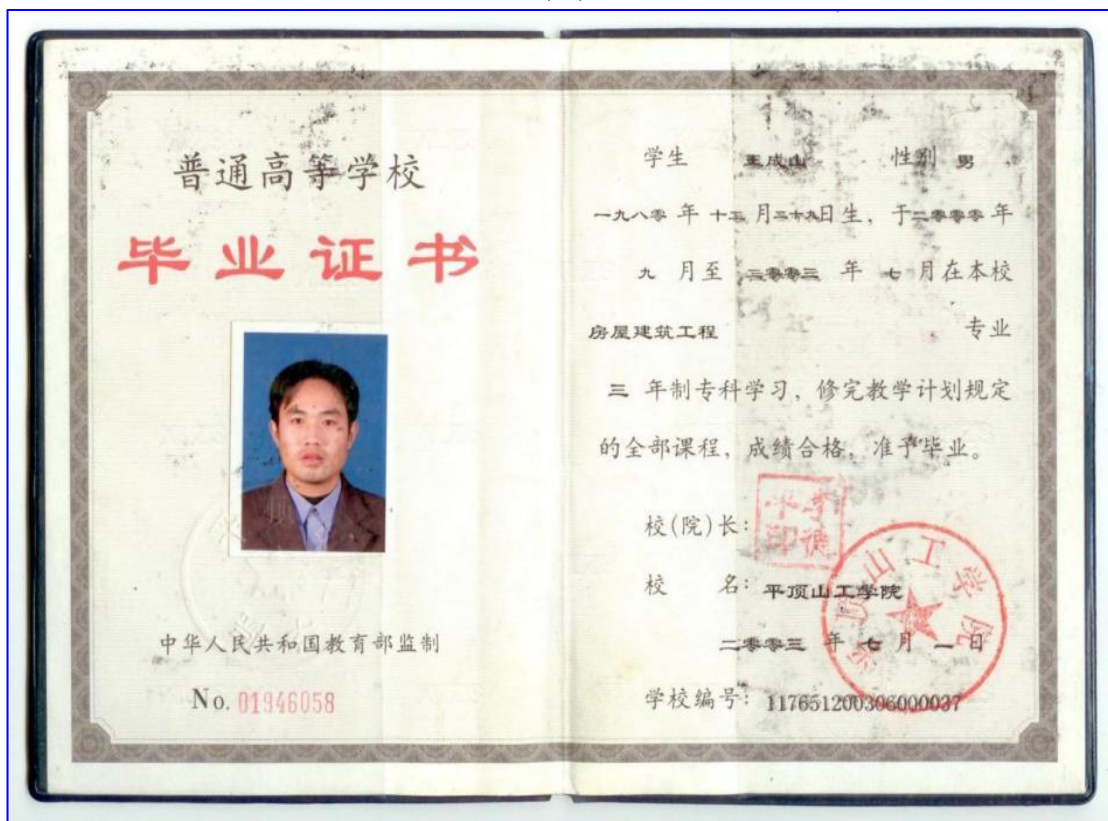 普通高等学校
毕业证书
中华人民共和国教育部监制
No. 01946058
学生 王成山 性别 男 ,
一九八零 年 十二 月二十九日生, 于二零零零 年
九 月至 二零零三 年 七 月在本校
房屋建筑工程 专业
三 年制专科学习, 修完教学计划规定
的全部课程, 成绩合格, 准予毕业。
校(院)长:
校 名: 平顶山工学院
二零零三 年 七 月 一 日
学校编号: 117651200306000037
平顶山工学院